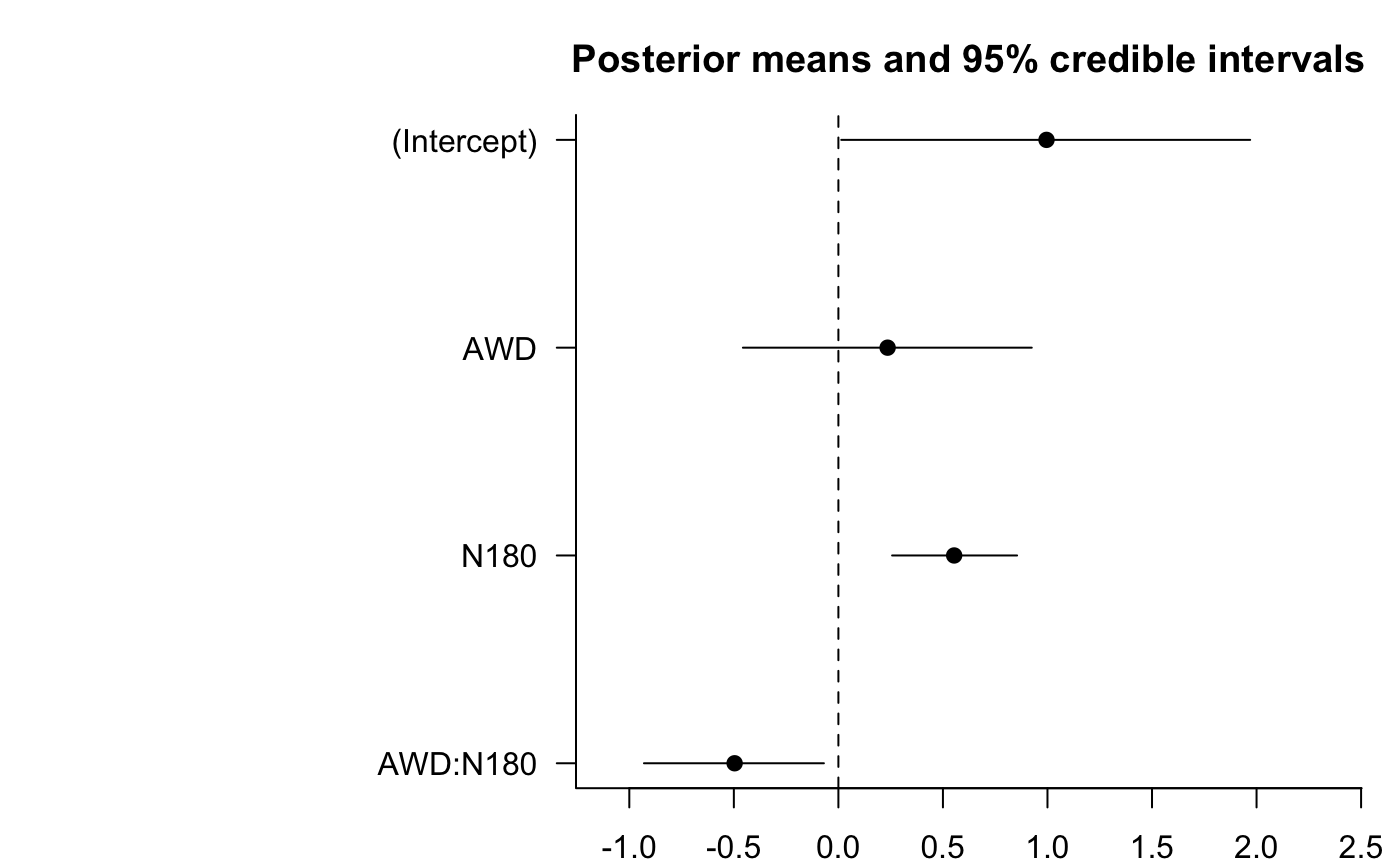 Posterior means and 95% credible intervals
(Intercept)
AWD
N180
AWD:N180
-1.0 -0.5 0.0 0.5 1.0 1.5 2.0 2.5